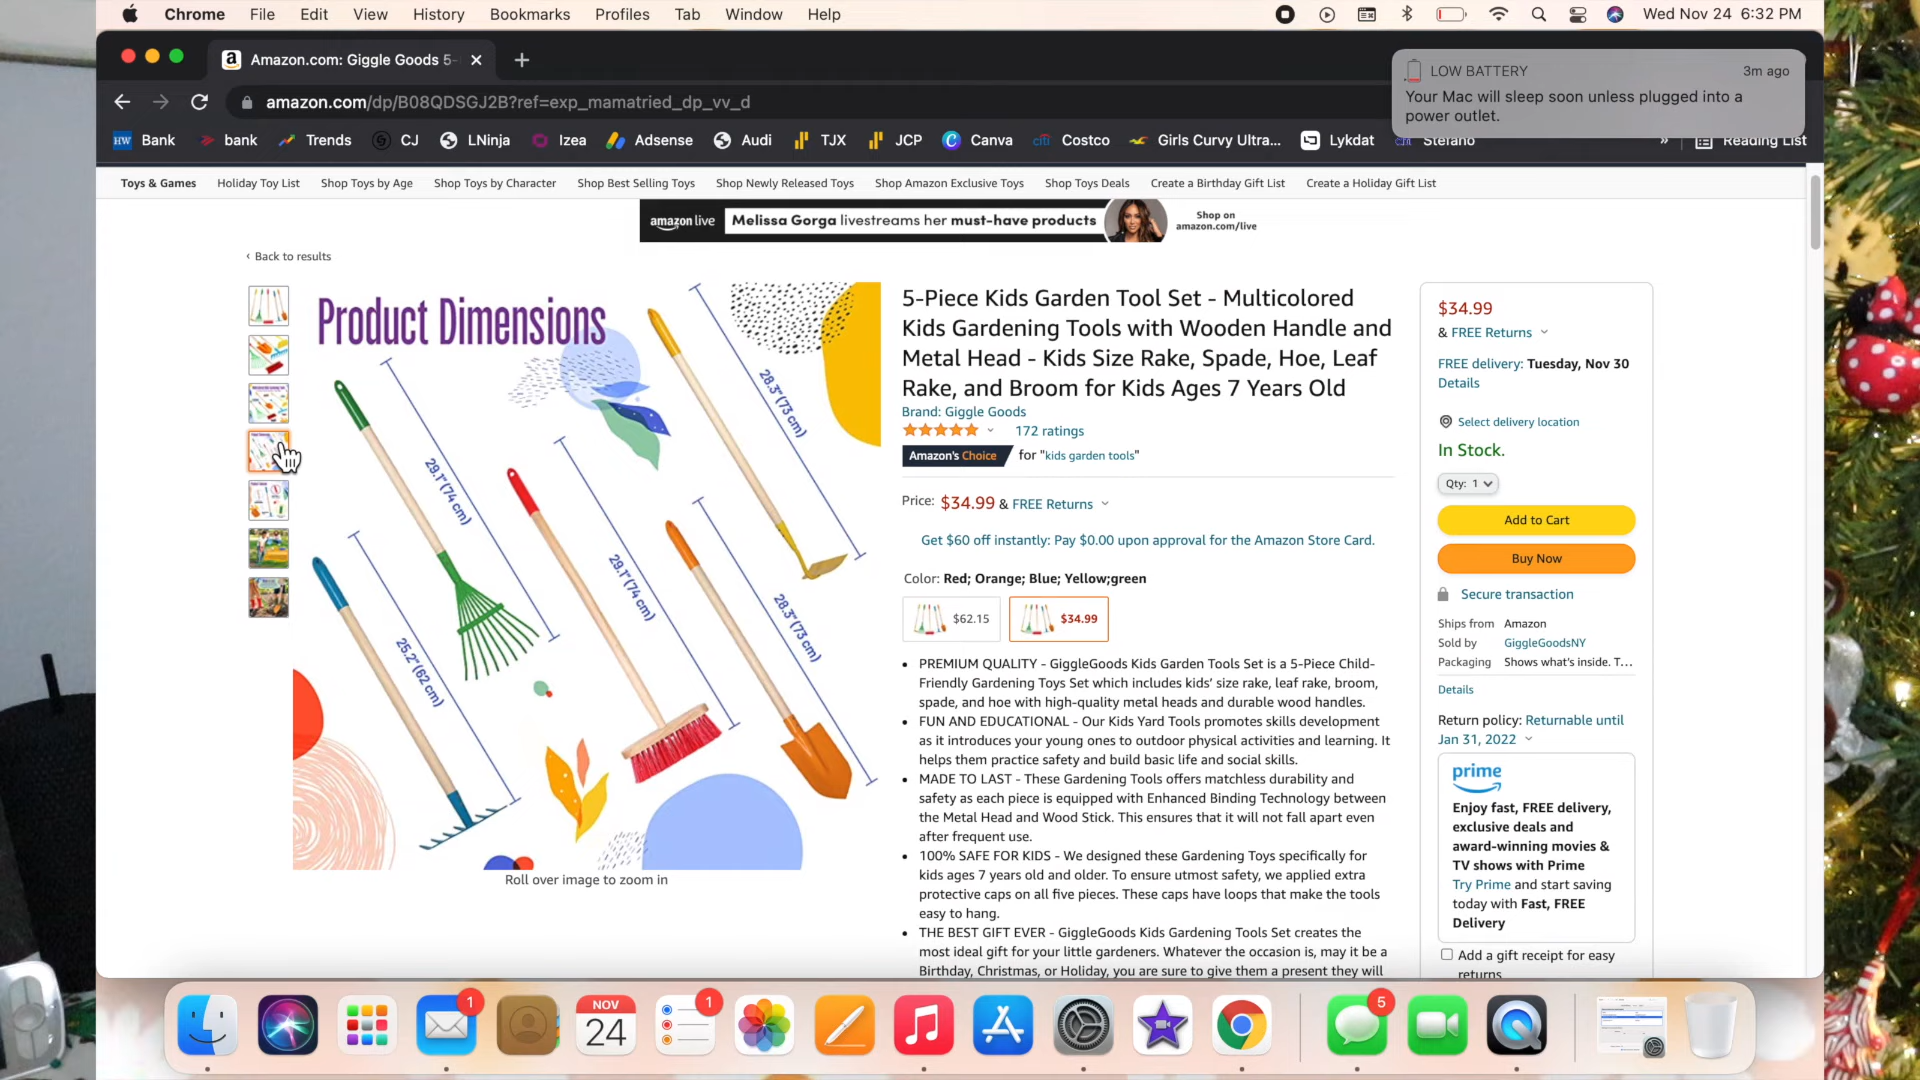 Chrome File Edit View History Bookmarks Profiles Tab Window Help
Wed Nov 24 6:32 PM
Amazon.com: Giggle Goods 5-
LOW BATTERY 3m ago
Your Mac will sleep soon unless plugged into a
power outlet.
amazon.com/dp/B08QDSGJ2B?ref=exp_mamatried_dp_vv_d
HW Bank bank Trends CJ LNinja Izea Adsense Audi TJX JCP Canva citi Costco Girls Curvy Ultra... Lykdat citi Stefano » Reading List
Toys & Games Holiday Toy List Shop Toys by Age Shop Toys by Character Shop Best Selling Toys Shop Newly Released Toys Shop Amazon Exclusive Toys Shop Toys Deals Create a Birthday Gift List Create a Holiday Gift List
amazon live Melissa Gorga livestreams her must-have products
Shop on
amazon.com/live
‹ Back to results
Product Dimensions
28.3"(73 cm)
29.1"(74 cm)
29.1"(74 cm)
28.3"(73 cm)
25.2"(62 cm)
Roll over image to zoom in
5-Piece Kids Garden Tool Set - Multicolored
Kids Gardening Tools with Wooden Handle and
Metal Head - Kids Size Rake, Spade, Hoe, Leaf
Rake, and Broom for Kids Ages 7 Years Old
Brand: Giggle Goods
172 ratings
Amazon's Choice for "kids garden tools"
Price: $34.99 & FREE Returns
Get $60 off instantly: Pay $0.00 upon approval for the Amazon Store Card.
Color: Red; Orange; Blue; Yellow;green
$62.15 $34.99
• PREMIUM QUALITY - GiggleGoods Kids Garden Tools Set is a 5-Piece Child-
Friendly Gardening Toys Set which includes kids' size rake, leaf rake, broom,
spade, and hoe with high-quality metal heads and durable wood handles.
• FUN AND EDUCATIONAL - Our Kids Yard Tools promotes skills development
as it introduces your young ones to outdoor physical activities and learning. It
helps them practice safety and build basic life and social skills.
• MADE TO LAST - These Gardening Tools offers matchless durability and
safety as each piece is equipped with Enhanced Binding Technology between
the Metal Head and Wood Stick. This ensures that it will not fall apart even
after frequent use.
• 100% SAFE FOR KIDS - We designed these Gardening Toys specifically for
kids ages 7 years old and older. To ensure utmost safety, we applied extra
protective caps on all five pieces. These caps have loops that make the tools
easy to hang.
• THE BEST GIFT EVER - GiggleGoods Kids Gardening Tools Set creates the
most ideal gift for your little gardeners. Whatever the occasion is, may it be a
Birthday, Christmas, or Holiday, you are sure to give them a present they will
$34.99
& FREE Returns
FREE delivery: Tuesday, Nov 30
Details
Select delivery location
In Stock.
Qty: 1
Add to Cart
Buy Now
Secure transaction
Ships from Amazon
Sold by GiggleGoodsNY
Packaging Shows what's inside. T...
Details
Return policy: Returnable until
Jan 31, 2022
prime
Enjoy fast, FREE delivery,
exclusive deals and
award-winning movies &
TV shows with Prime
Try Prime and start saving
today with Fast, FREE
Delivery
Add a gift receipt for easy
returns
1
NOV
24
1
5